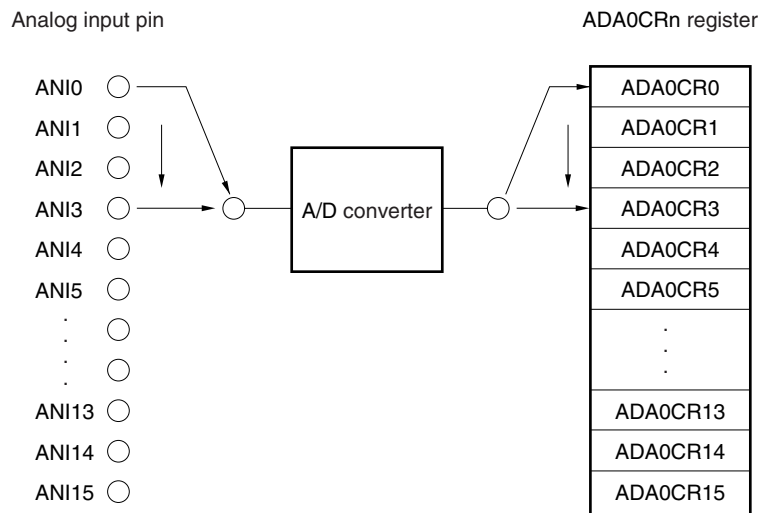 Analog input pin
ADA0CRn register
ANI0
ADA0CR0
ANI1
ADA0CR1
ANI2
ADA0CR2
ANI3
A/D converter
ADA0CR3
ANI4
ADA0CR4
ANI5
ADA0CR5
.
.
.
.
.
.
.
ANI13
ADA0CR13
ANI14
ADA0CR14
ANI15
ADA0CR15